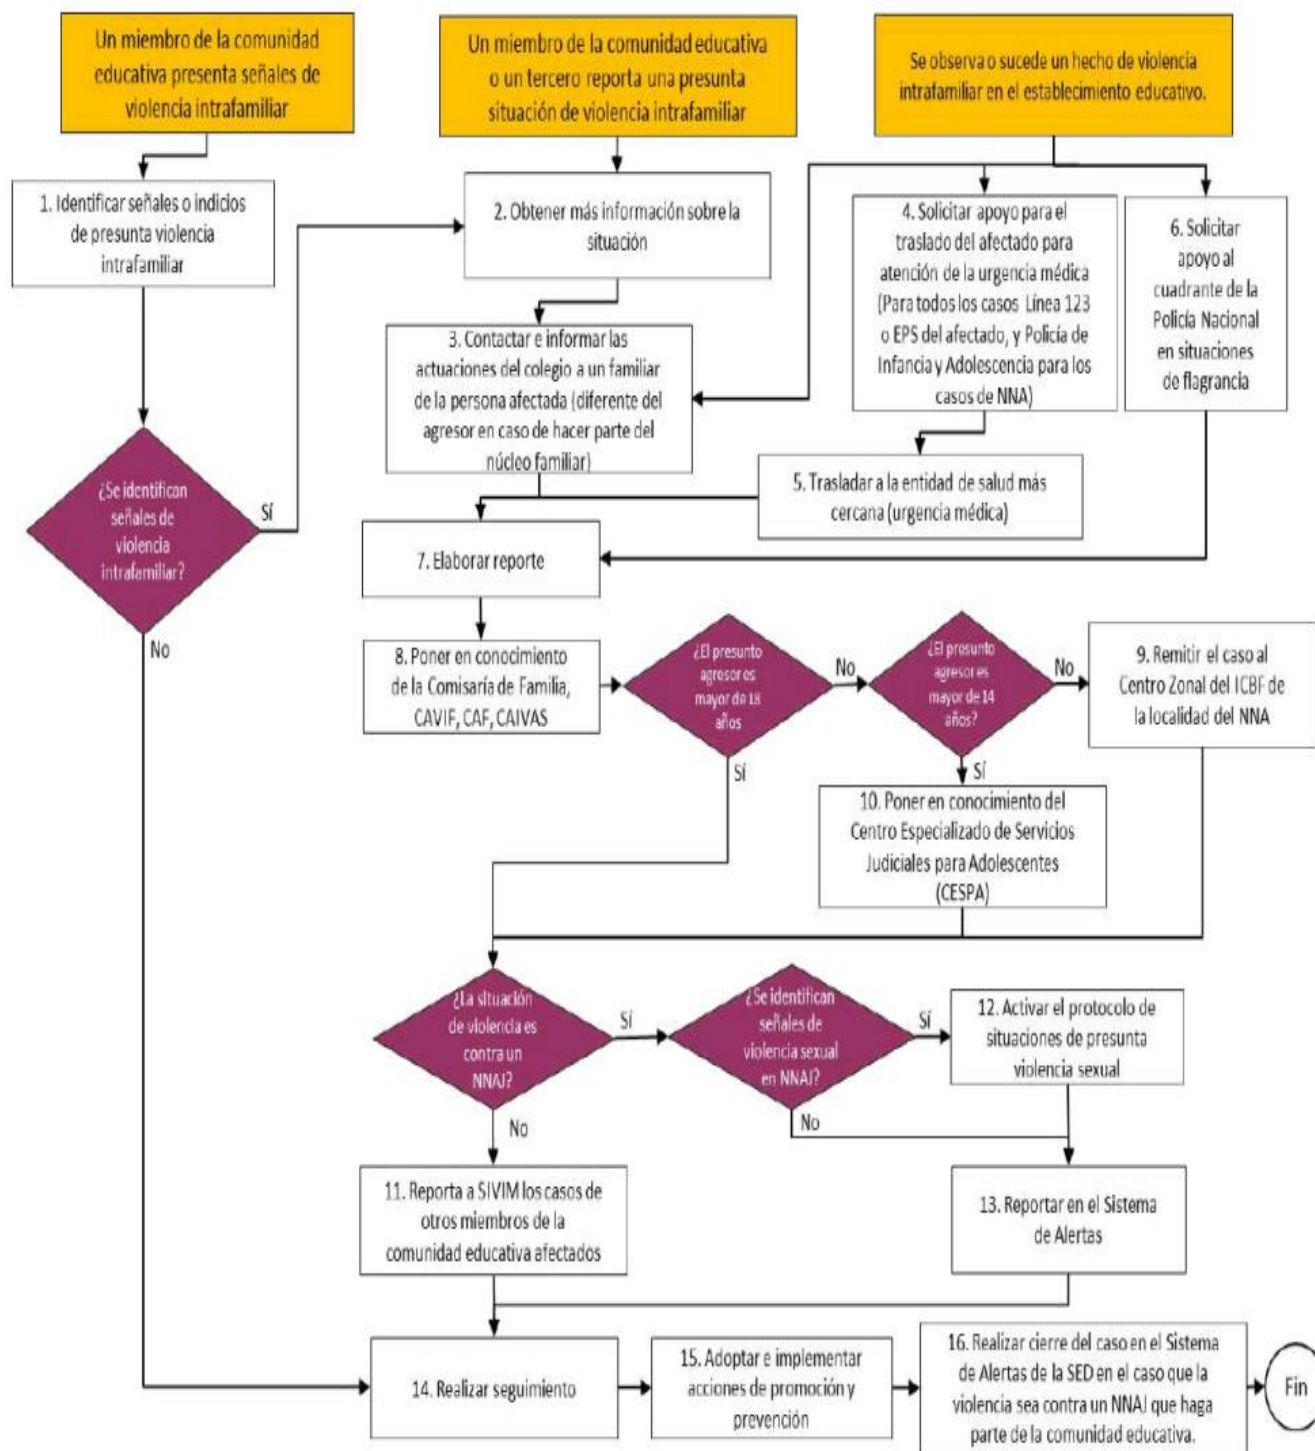 Un miembro de la comunidad
educativa presenta señales de
violencia intrafamiliar
Un miembro de la comunidad educativa
o un tercero reporta una presunta
situación de violencia intrafamiliar
Se observa o sucede un hecho de violencia
intrafamiliar en el establecimiento educativo.
1. Identificar señales o indicios
de presunta violencia
intrafamiliar
2. Obtener más información sobre la
situación
4. Solicitar apoyo para el
traslado del afectado para
atención de la urgencia médica
(Para todos los casos Línea 123
o EPS del afectado, y Policía de
Infancia y Adolescencia para los
casos de NNA)
6. Solicitar
apoyo al
cuadrante de la
Policía Nacional
en situaciones
de flagrancia
3. Contactar e informar las
actuaciones del colegio a un familiar
de la persona afectada (diferente del
agresor en caso de hacer parte del
núcleo familiar)
5. Trasladar a la entidad de salud más
cercana (urgencia médica)
¿Se identifican
señales de
violencia
intrafamiliar?
Sí
No
7. Elaborar reporte
8. Poner en conocimiento
de la Comisaría de Familia,
CAVIF, CAF, CAIVAS
¿El presunto
agresor es
mayor de 18
años
No
Sí
¿El presunto
agresor es
mayor de 14
años?
No
Sí
9. Remitir el caso al
Centro Zonal del ICBF de
la localidad del NNA
10. Poner en conocimiento del
Centro Especializado de Servicios
Judiciales para Adolescentes
(CESPA)
¿La situación
de violencia es
contra un
NNAJ?
Sí
No
¿Se identifican
señales de
violencia sexual
en NNAJ?
Sí
No
12. Activar el protocolo de
situaciones de presunta
violencia sexual
11. Reporta a SIVIM los casos de
otros miembros de la
comunidad educativa afectados
13. Reportar en el Sistema
de Alertas
14. Realizar seguimiento
15. Adoptar e implementar
acciones de promoción y
prevención
16. Realizar cierre del caso en el Sistema
de Alertas de la SED en el caso que la
violencia sea contra un NNAJ que haga
parte de la comunidad educativa.
Fin